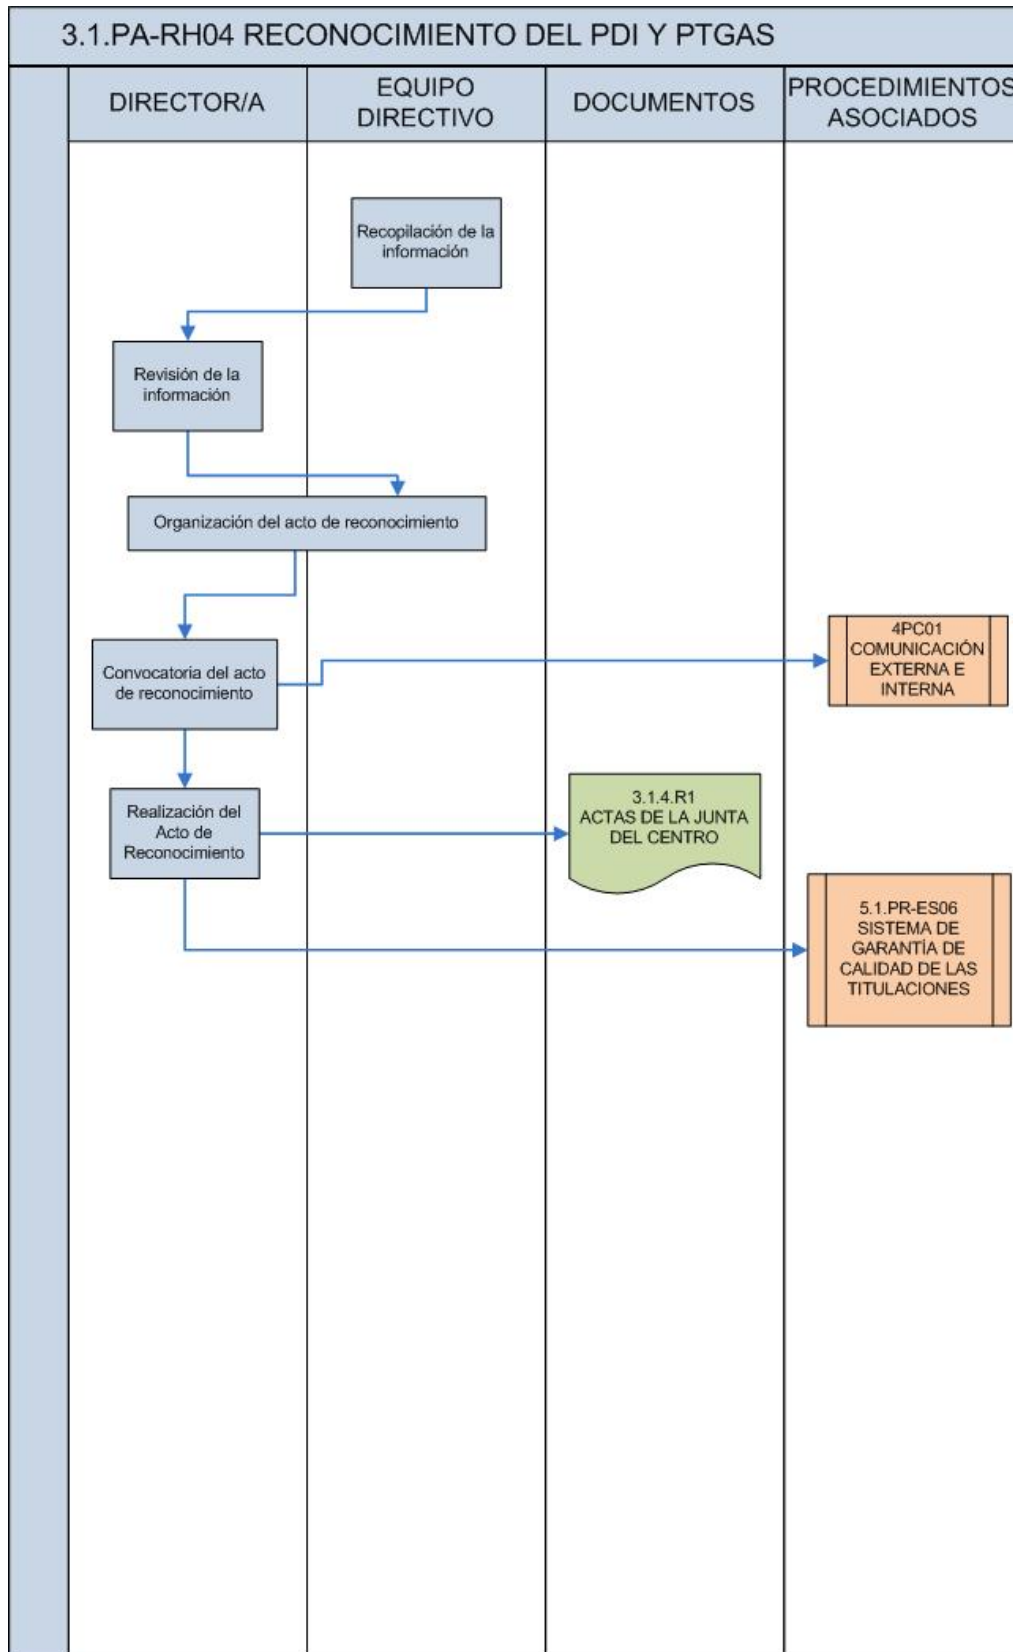 3.1.PA-RH04 RECONOCIMIENTO DEL PDI Y PTGAS
DIRECTOR/A
EQUIPO
DIRECTIVO
DOCUMENTOS
PROCEDIMIENTOS
ASOCIADOS
Recopilación de la
información
Revisión de la
información
Organización del acto de reconocimiento
Convocatoria del acto
de reconocimiento
4PC01
COMUNICACIÓN
EXTERNA E
INTERNA
Realización del
Acto de
Reconocimiento
3.1.4.R1
ACTAS DE LA JUNTA
DEL CENTRO
5.1.PR-ES06
SISTEMA DE
GARANTÍA DE
CALIDAD DE LAS
TITULACIONES